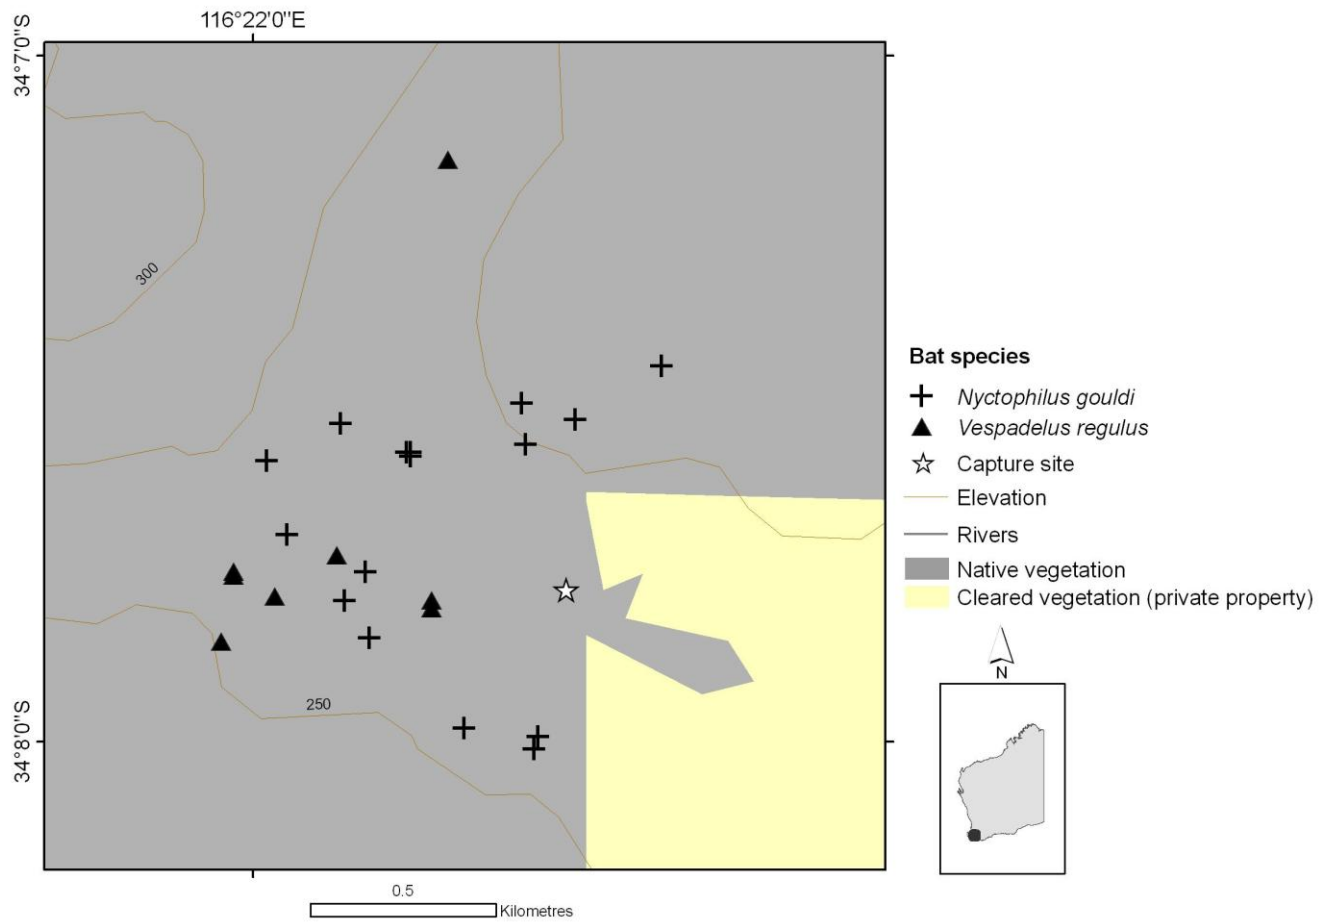 116°22'0"E
34°7'0"S
300
250
34°8'0"S
0.5
Kilometres
Bat species
Nyctophilus gouldi
Vespadelus regulus
Capture site
Elevation
Rivers
Native vegetation
Cleared vegetation (private property)
N